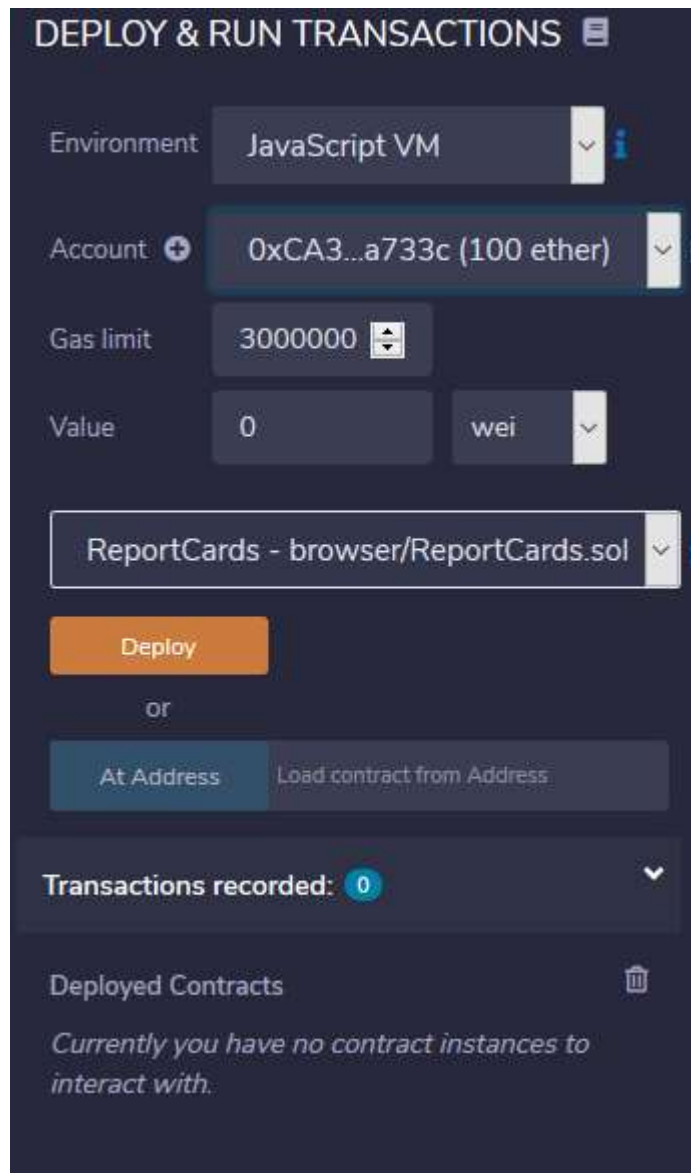 DEPLOY & RUN TRANSACTIONS
Environment JavaScript VM
Account 0xCA3...a733c (100 ether)
Gas limit 3000000
Value 0 wei
ReportCards - browser/ReportCards.sol
Deploy
or
At Address Load contract from Address
Transactions recorded: 0
Deployed Contracts
Currently you have no contract instances to
interact with.